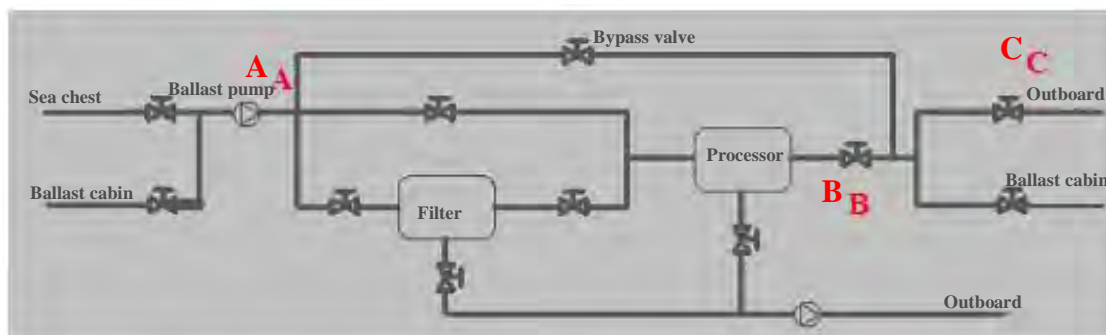 Bypass valve
A
A
C
C
Sea chest
Ballast pump
Outboard
Processor
Ballast cabin
B
B
Filter
Ballast cabin
Outboard